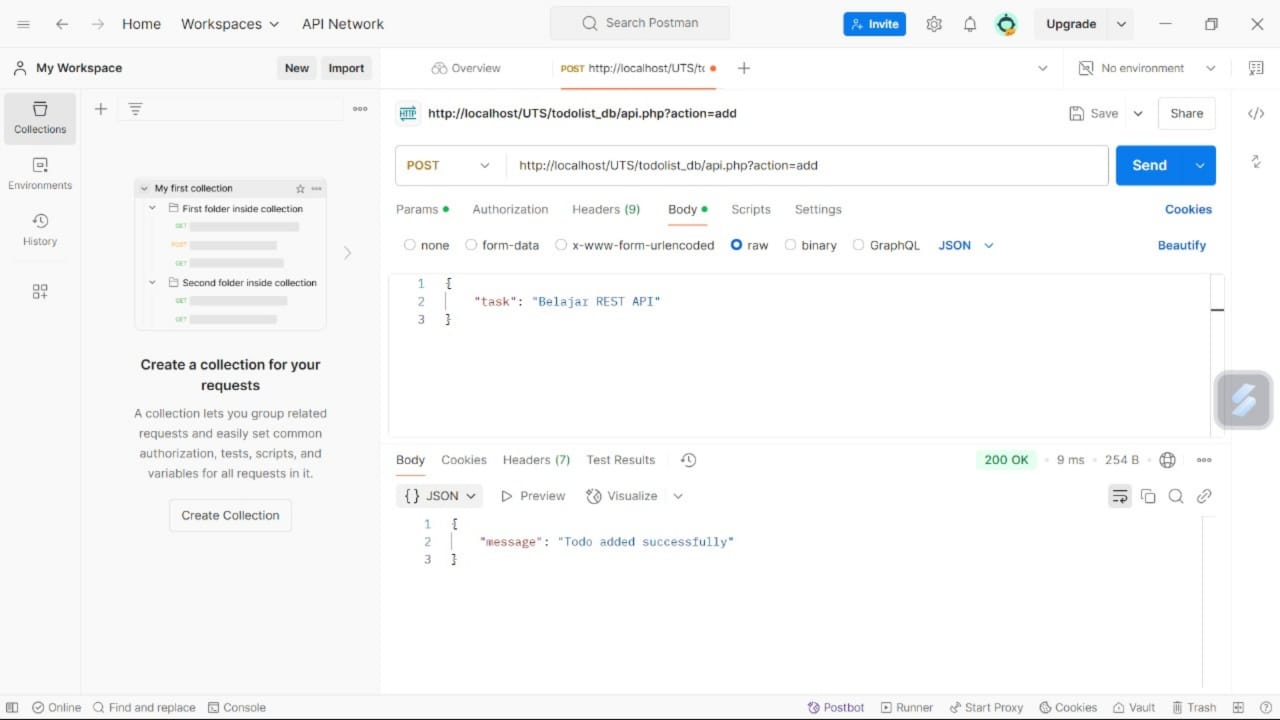 Home Workspaces API Network Search Postman Invite Upgrade
My Workspace New Import Overview POST http://localhost/UTS/to No environment
Collections
Environments
History
My first collection
First folder inside collection
GET
POST
GET
Second folder inside collection
GET
GET
Create a collection for your
requests
A collection lets you group related
requests and easily set common
authorization, tests, scripts, and
variables for all requests in it.
Create Collection
HTTP http://localhost/UTS/todolist_db/api.php?action=add Save Share
POST http://localhost/UTS/todolist_db/api.php?action=add Send
Params Authorization Headers (9) Body Scripts Settings Cookies
none form-data x-www-form-urlencoded raw binary GraphQL JSON Beautify
1 {
2 "task": "Belajar REST API"
3 }
Body Cookies Headers (7) Test Results 200 OK 9 ms 254 B
{} JSON Preview Visualize
1 {
2 "message": "Todo added successfully"
3 }
Online Find and replace Console Postbot Runner Start Proxy Cookies Vault Trash